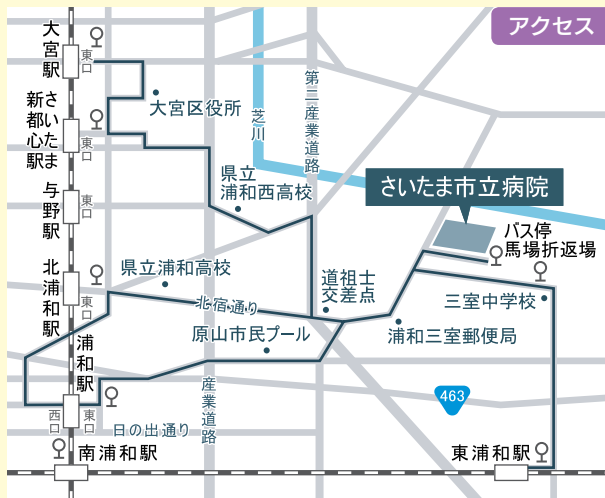 アクセス
大宮駅
東口
大宮区役所
さいたま
新都心駅
東口
芝川
第二産業道路
県立
浦和西高校
与野駅
東口
さいたま市立病院
バス停
馬場折返場
北浦和駅
東口
県立浦和高校
北宿通り
道祖土
交差点
三室中学校
原山市民プール
浦和三室郵便局
浦和駅
西口
東口
産業道路
463
日の出通り
南浦和駅
東浦和駅